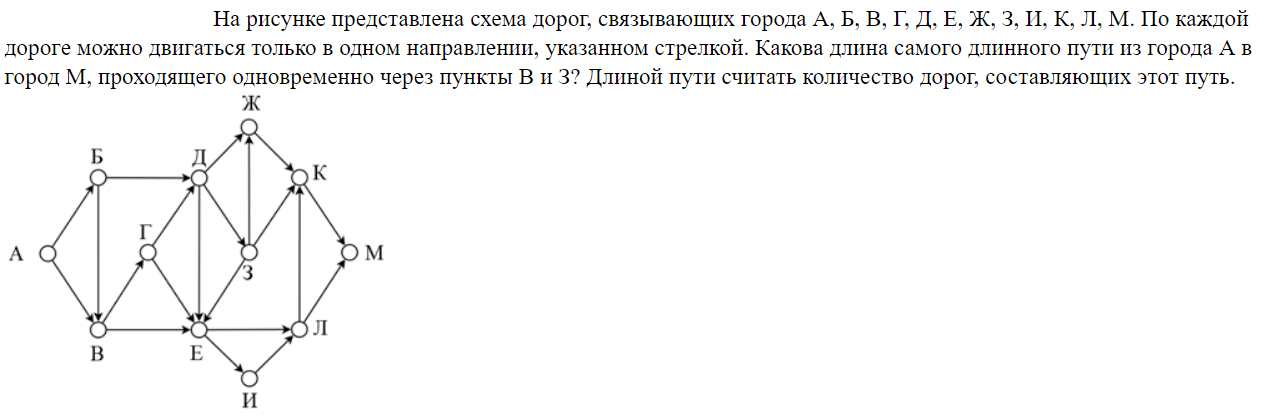 На рисунке представлена схема дорог, связывающих города А, Б, В, Г, Д, Е, Ж, З, И, К, Л, М. По каждой
дороге можно двигаться только в одном направлении, указанном стрелкой. Какова длина самого длинного пути из города А в
город М, проходящего одновременно через пункты В и З? Длиной пути считать количество дорог, составляющих этот путь.
Ж
Б
Д
К
Г
А
М
З
Л
В
Е
И